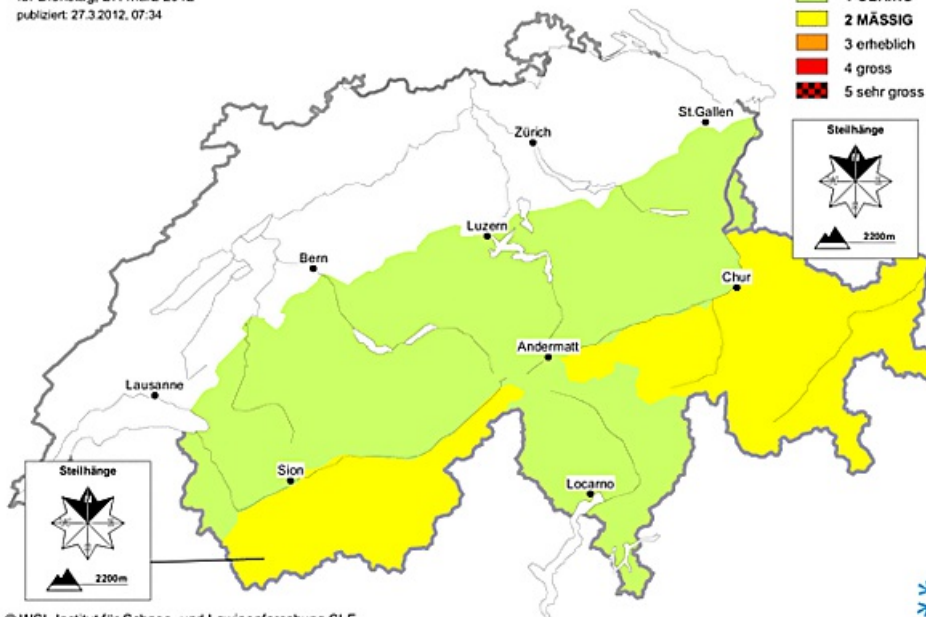 publiziert: 27.3.2012, 07:34
2 MÄSSIG
3 erheblich
4 gross
5 sehr gross
St.Gallen
Zürich
Steilhänge
N
2200m
Luzern
Bern
Chur
Andermatt
Lausanne
Sion
Steilhänge
N
2200m
Locarno